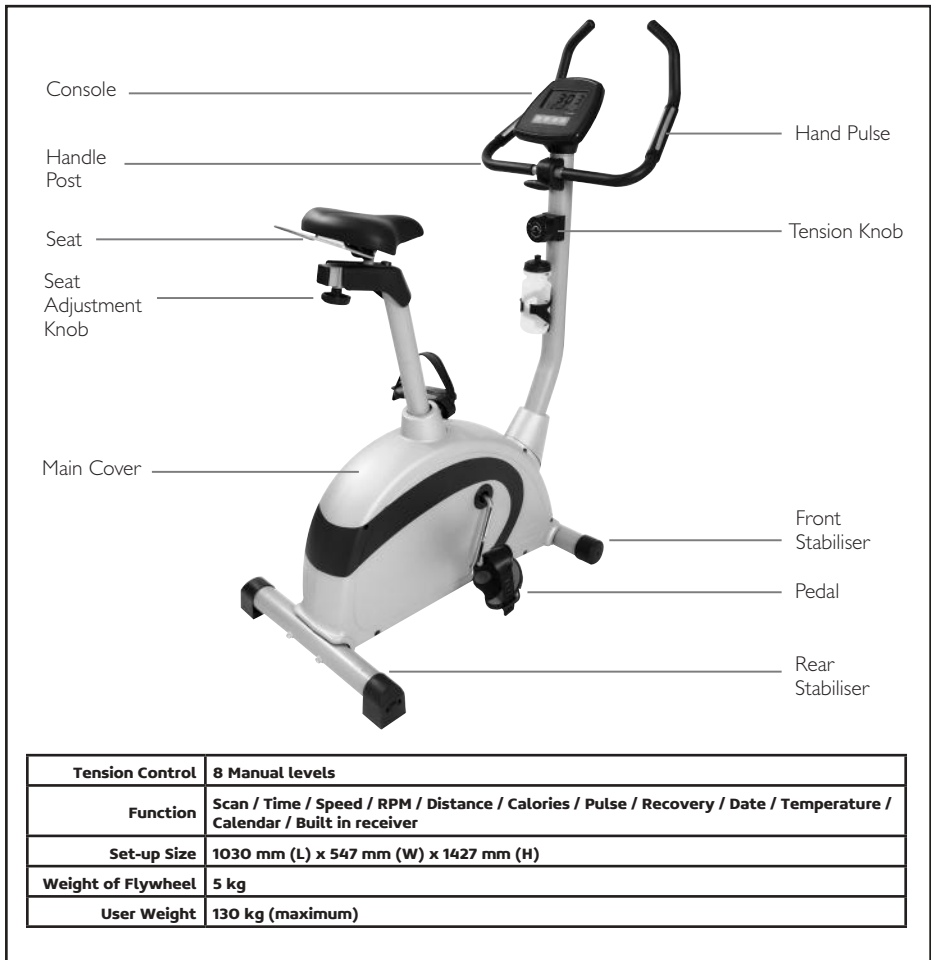 Console
Hand Pulse
Handle
Post
Tension Knob
Seat
Seat
Adjustment
Knob
Main Cover
Front
Stabiliser
Pedal
Rear
Stabiliser
Tension Control 8 Manual levels
Function Scan / Time / Speed / RPM / Distance / Calories / Pulse / Recovery / Date / Temperature /
Calendar / Built in receiver
Set-up Size 1030 mm (L) x 547 mm (W) x 1427 mm (H)
Weight of Flywheel 5 kg
User Weight 130 kg (maximum)